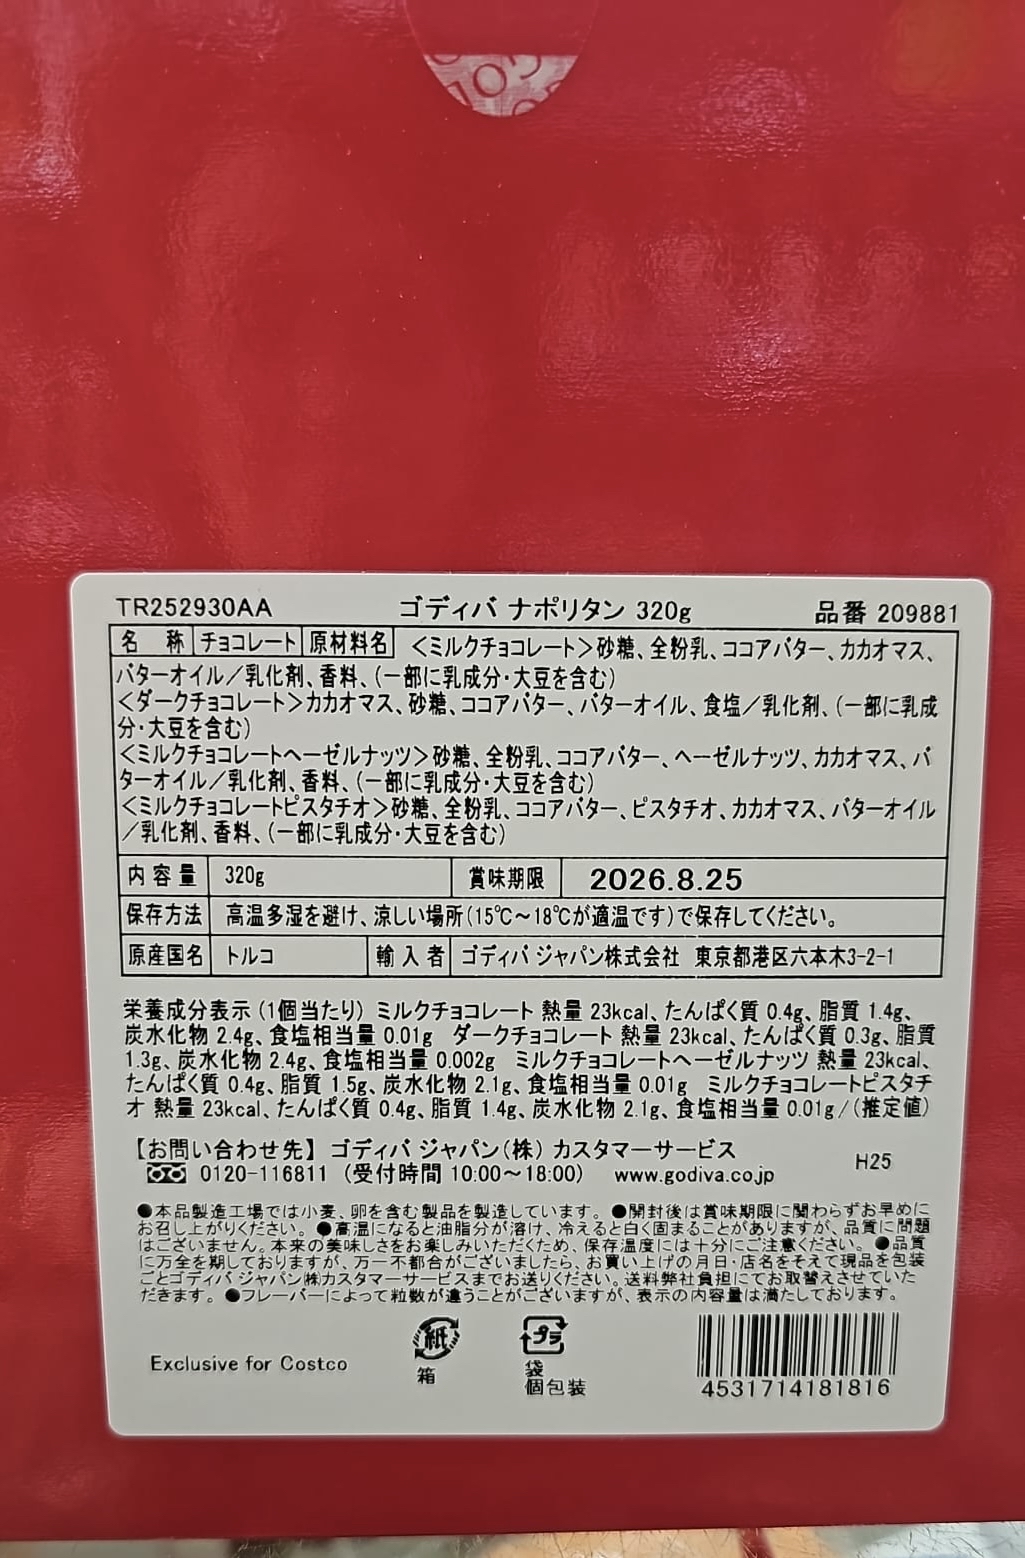 TR252930AA ゴディバ ナポリタン 320g 品番 209881
名 称 チョコレート 原材料名 <ミルクチョコレート>砂糖、全粉乳、ココアバター、カカオマス、
バターオイル/乳化剤、香料、(一部に乳成分・大豆を含む)
<ダークチョコレート>カカオマス、砂糖、ココアバター、バターオイル、食塩/乳化剤、(一部に乳成
分・大豆を含む)
<ミルクチョコレートヘーゼルナッツ>砂糖、全粉乳、ココアバター、ヘーゼルナッツ、カカオマス、バ
ターオイル/乳化剤、香料、(一部に乳成分・大豆を含む)
<ミルクチョコレートピスタチオ>砂糖、全粉乳、ココアバター、ピスタチオ、カカオマス、バターオイル
/乳化剤、香料、(一部に乳成分・大豆を含む)
内容量 320g 賞味期限 2026.8.25
保存方法 高温多湿を避け、涼しい場所(15℃~18℃が適温です)で保存してください。
原産国名 トルコ 輸入者 ゴディバ ジャパン株式会社 東京都港区六本木3-2-1
栄養成分表示(1個当たり) ミルクチョコレート 熱量 23kcal、たんぱく質 0.4g、脂質 1.4g、
炭水化物 2.4g、食塩相当量 0.01g ダークチョコレート 熱量 23kcal、たんぱく質 0.3g、脂質
1.3g、炭水化物 2.4g、食塩相当量 0.002g ミルクチョコレートヘーゼルナッツ 熱量 23kcal、
たんぱく質 0.4g、脂質 1.5g、炭水化物 2.1g、食塩相当量 0.01g ミルクチョコレートピスタチ
オ 熱量 23kcal、たんぱく質 0.4g、脂質 1.4g、炭水化物 2.1g、食塩相当量 0.01g/(推定値)
【お問い合わせ先】ゴディバ ジャパン(株) カスタマーサービス
0120-116811 (受付時間 10:00~18:00) www.godiva.co.jp H25
●本品製造工場では小麦、卵を含む製品を製造しています。●開封後は賞味期限に関わらずお早めに
お召し上がりください。●高温になると油脂分が溶け、冷えると白く固まることがありますが、品質に問題
はございません。本来の美味しさをお楽しみいただくため、保存温度には十分にご注意ください。●品質
に万全を期しておりますが、万一不都合がございましたら、お買い上げの月日・店名をそえて現品を包装
ごとゴディバ ジャパン㈱カスタマーサービスまでお送りください。送料弊社負担にてお取替えさせていた
だきます。●フレーバーによって粒数が違うことがございますが、表示の内容量は満たしております。
Exclusive for Costco
紙
箱
プラ
袋
個包装
4531714181816